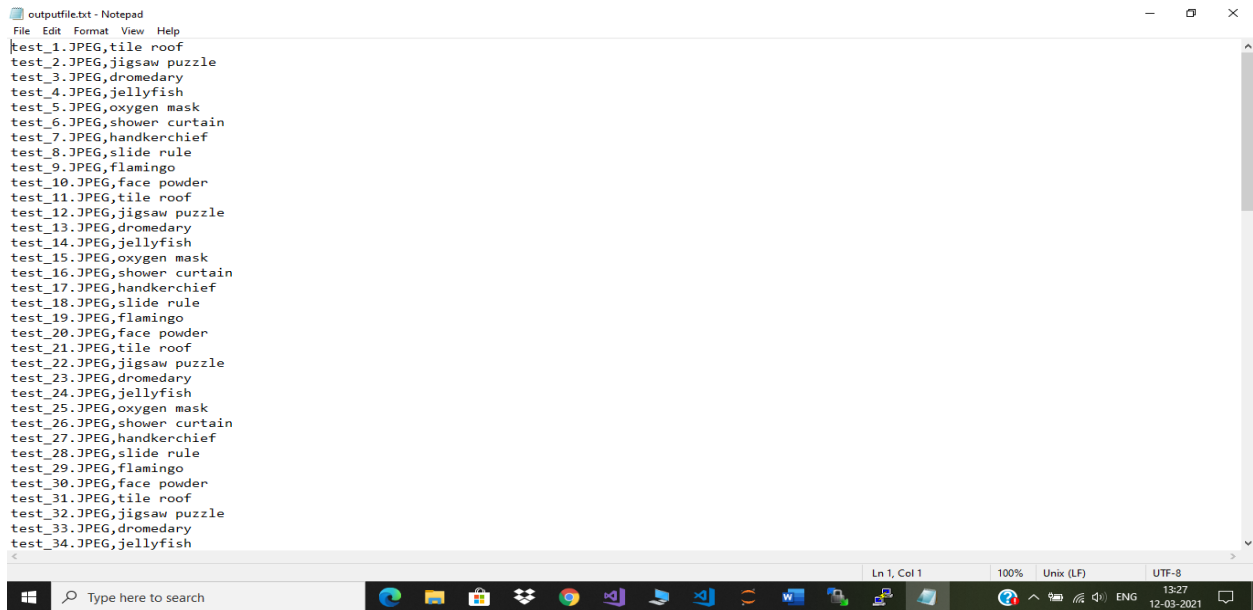 outputfile.txt - Notepad
File Edit Format View Help
test_1.JPEG,tile roof
test_2.JPEG,jigsaw puzzle
test_3.JPEG,dromedary
test_4.JPEG,jellyfish
test_5.JPEG,oxygen mask
test_6.JPEG,shower curtain
test_7.JPEG,handkerchief
test_8.JPEG,slide rule
test_9.JPEG,flamingo
test_10.JPEG,face powder
test_11.JPEG,tile roof
test_12.JPEG,jigsaw puzzle
test_13.JPEG,dromedary
test_14.JPEG,jellyfish
test_15.JPEG,oxygen mask
test_16.JPEG,shower curtain
test_17.JPEG,handkerchief
test_18.JPEG,slide rule
test_19.JPEG,flamingo
test_20.JPEG,face powder
test_21.JPEG,tile roof
test_22.JPEG,jigsaw puzzle
test_23.JPEG,dromedary
test_24.JPEG,jellyfish
test_25.JPEG,oxygen mask
test_26.JPEG,shower curtain
test_27.JPEG,handkerchief
test_28.JPEG,slide rule
test_29.JPEG,flamingo
test_30.JPEG,face powder
test_31.JPEG,tile roof
test_32.JPEG,jigsaw puzzle
test_33.JPEG,dromedary
test_34.JPEG,jellyfish
Ln 1, Col 1 100% Unix (LF) UTF-8
Type here to search
ENG
13:27
12-03-2021